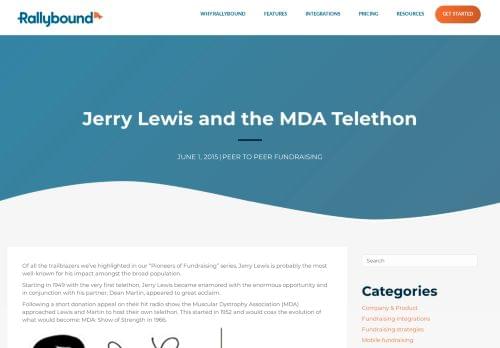 Rallybound
WHY RALLYBOUND FEATURES INTEGRATIONS PRICING RESOURCES GET STARTED
Jerry Lewis and the MDA Telethon
JUNE 1, 2015 | PEER TO PEER FUNDRAISING
Of all the trailblazers we've highlighted in our "Pioneers of Fundraising" series, Jerry Lewis is probably the most
well-known for his impact amongst the broad population.
Starting in 1949 with the very first telethon, Jerry Lewis became enamored with the enormous opportunity and
in conjunction with his partner, Dean Martin, appeared to great acclaim.
Following a short donation appeal on their hit radio show, the Muscular Dystrophy Association (MDA)
approached Lewis and Martin to host their own telethon. This started in 1952 and would coax the evolution of
what would become MDA: Show of Strength in 1966.
Search
Categories
Company & Product
Fundraising integrations
Fundraising strategies
Mobile fundraising